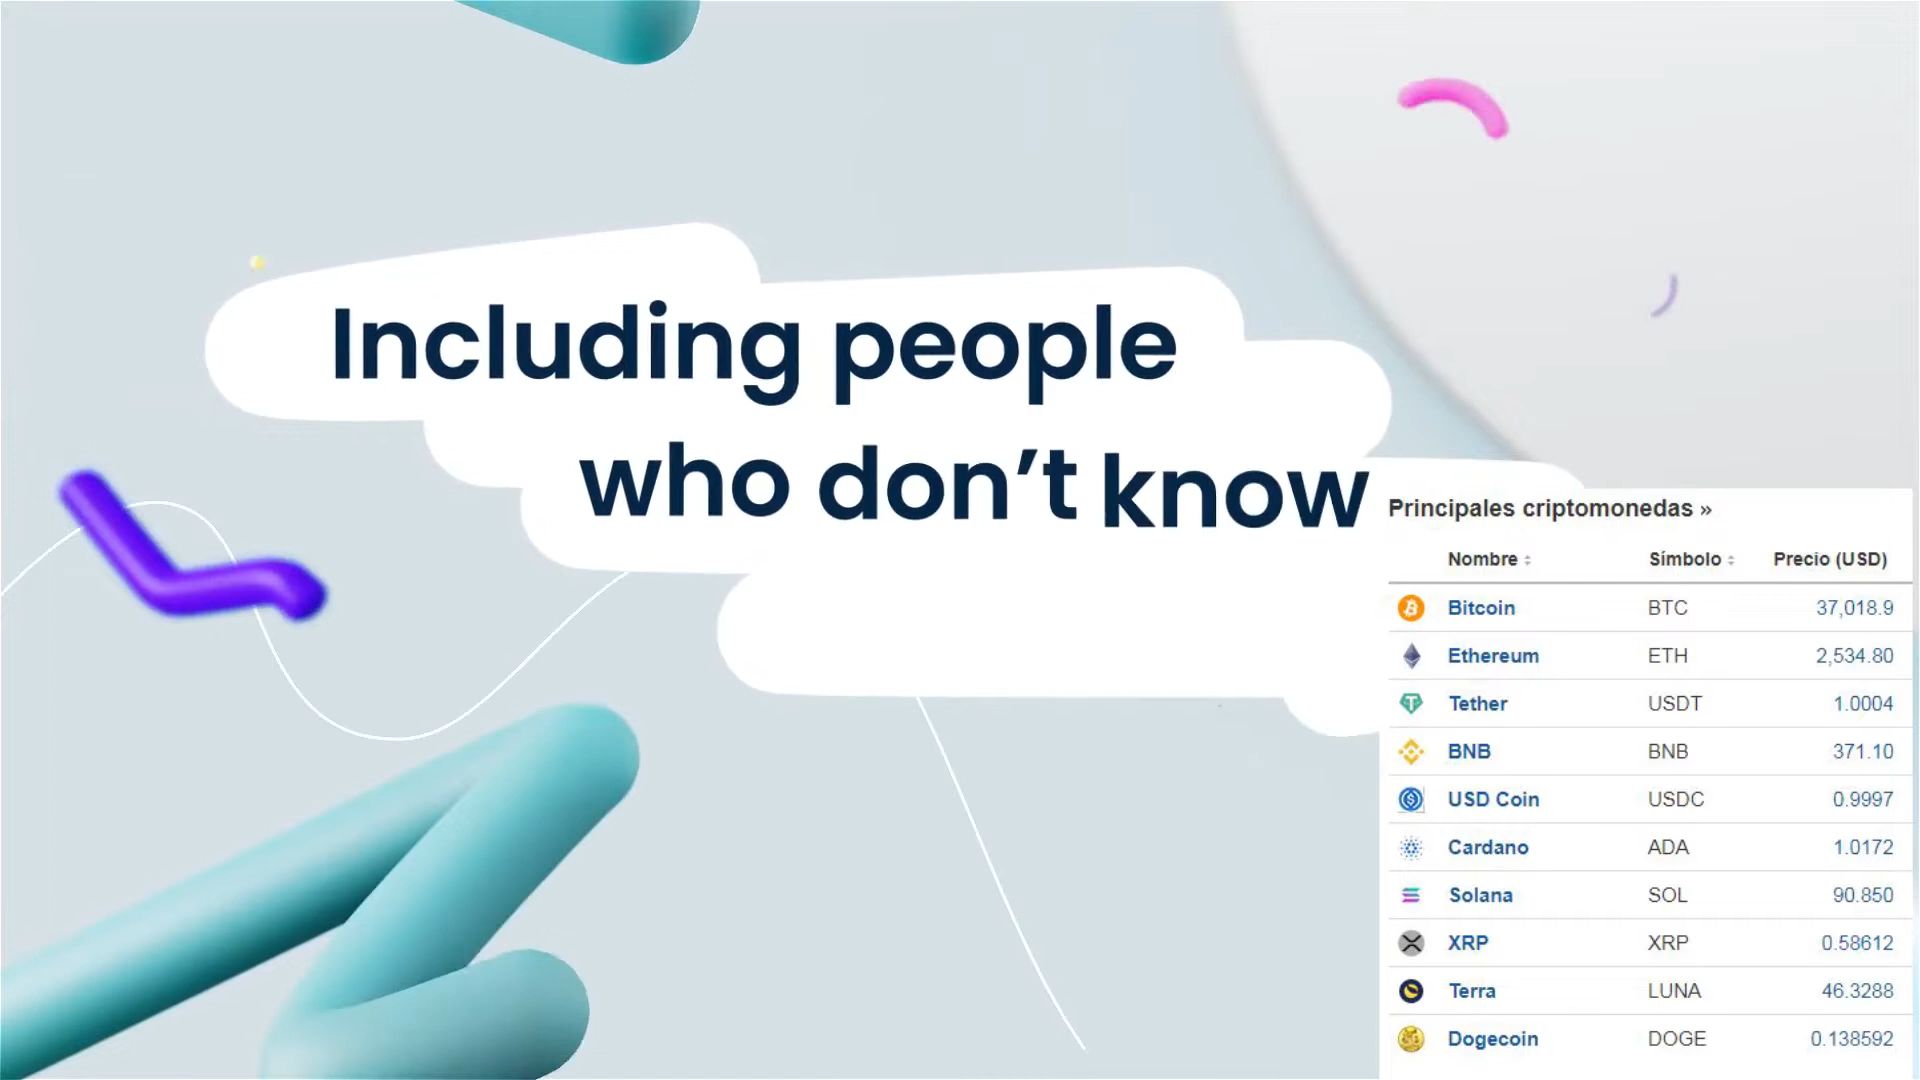 Including people
who don’t know
Principales criptomonedas »
Nombre Símbolo Precio (USD)
Bitcoin BTC 37,018.9
Ethereum ETH 2,534.80
Tether USDT 1.0004
BNB BNB 371.10
USD Coin USDC 0.9997
Cardano ADA 1.0172
Solana SOL 90.850
XRP XRP 0.58612
Terra LUNA 46.3288
Dogecoin DOGE 0.138592